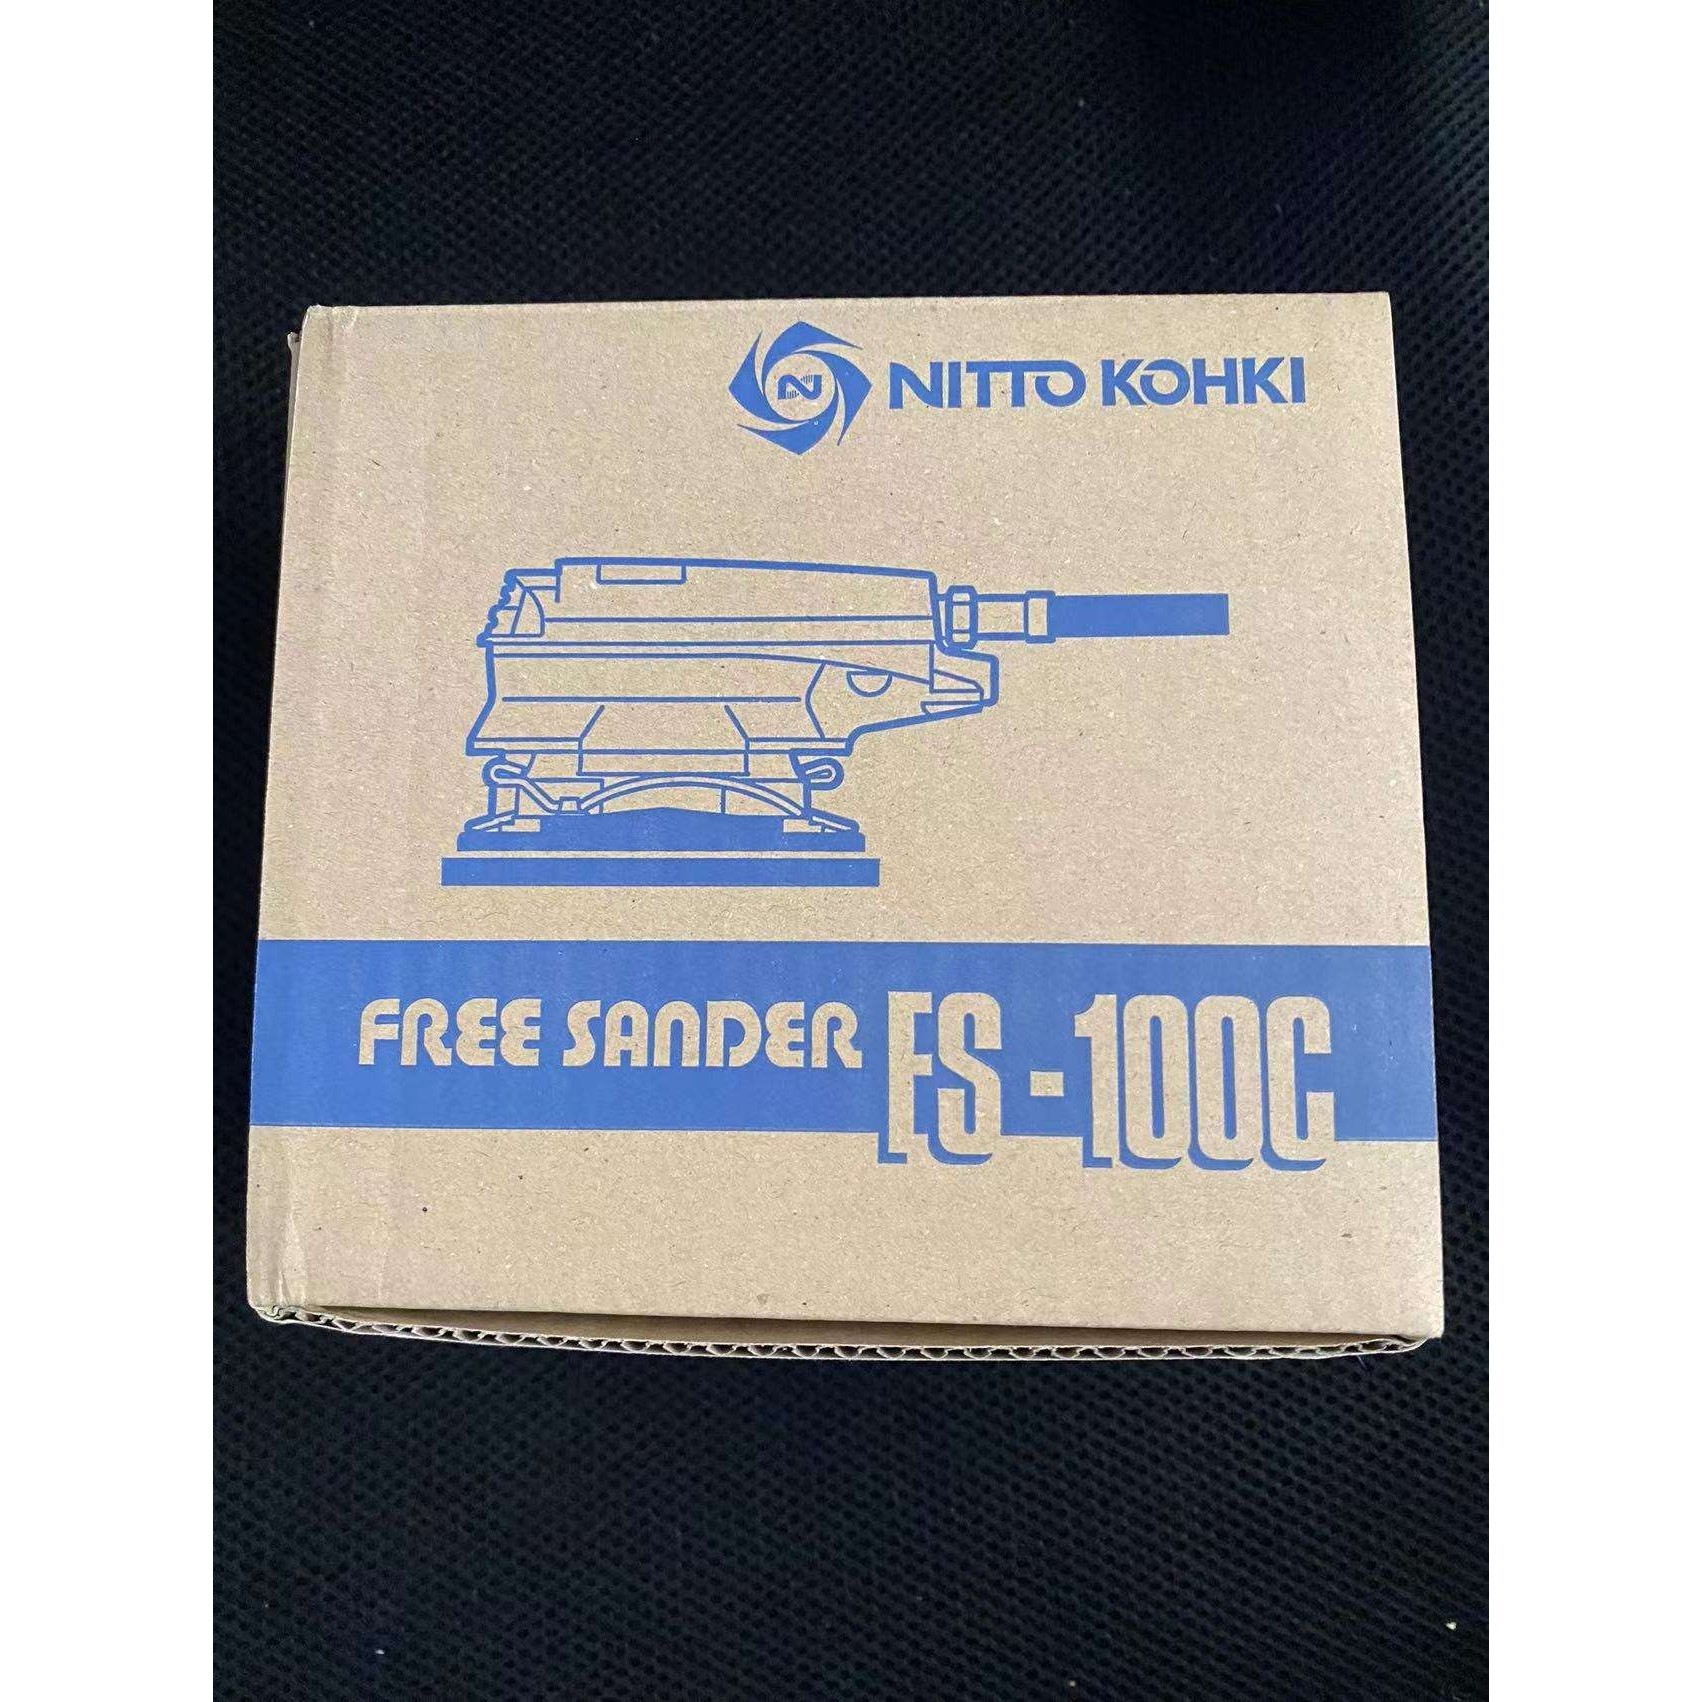 NITTO KOHKI
FREE SANDER FS-100C